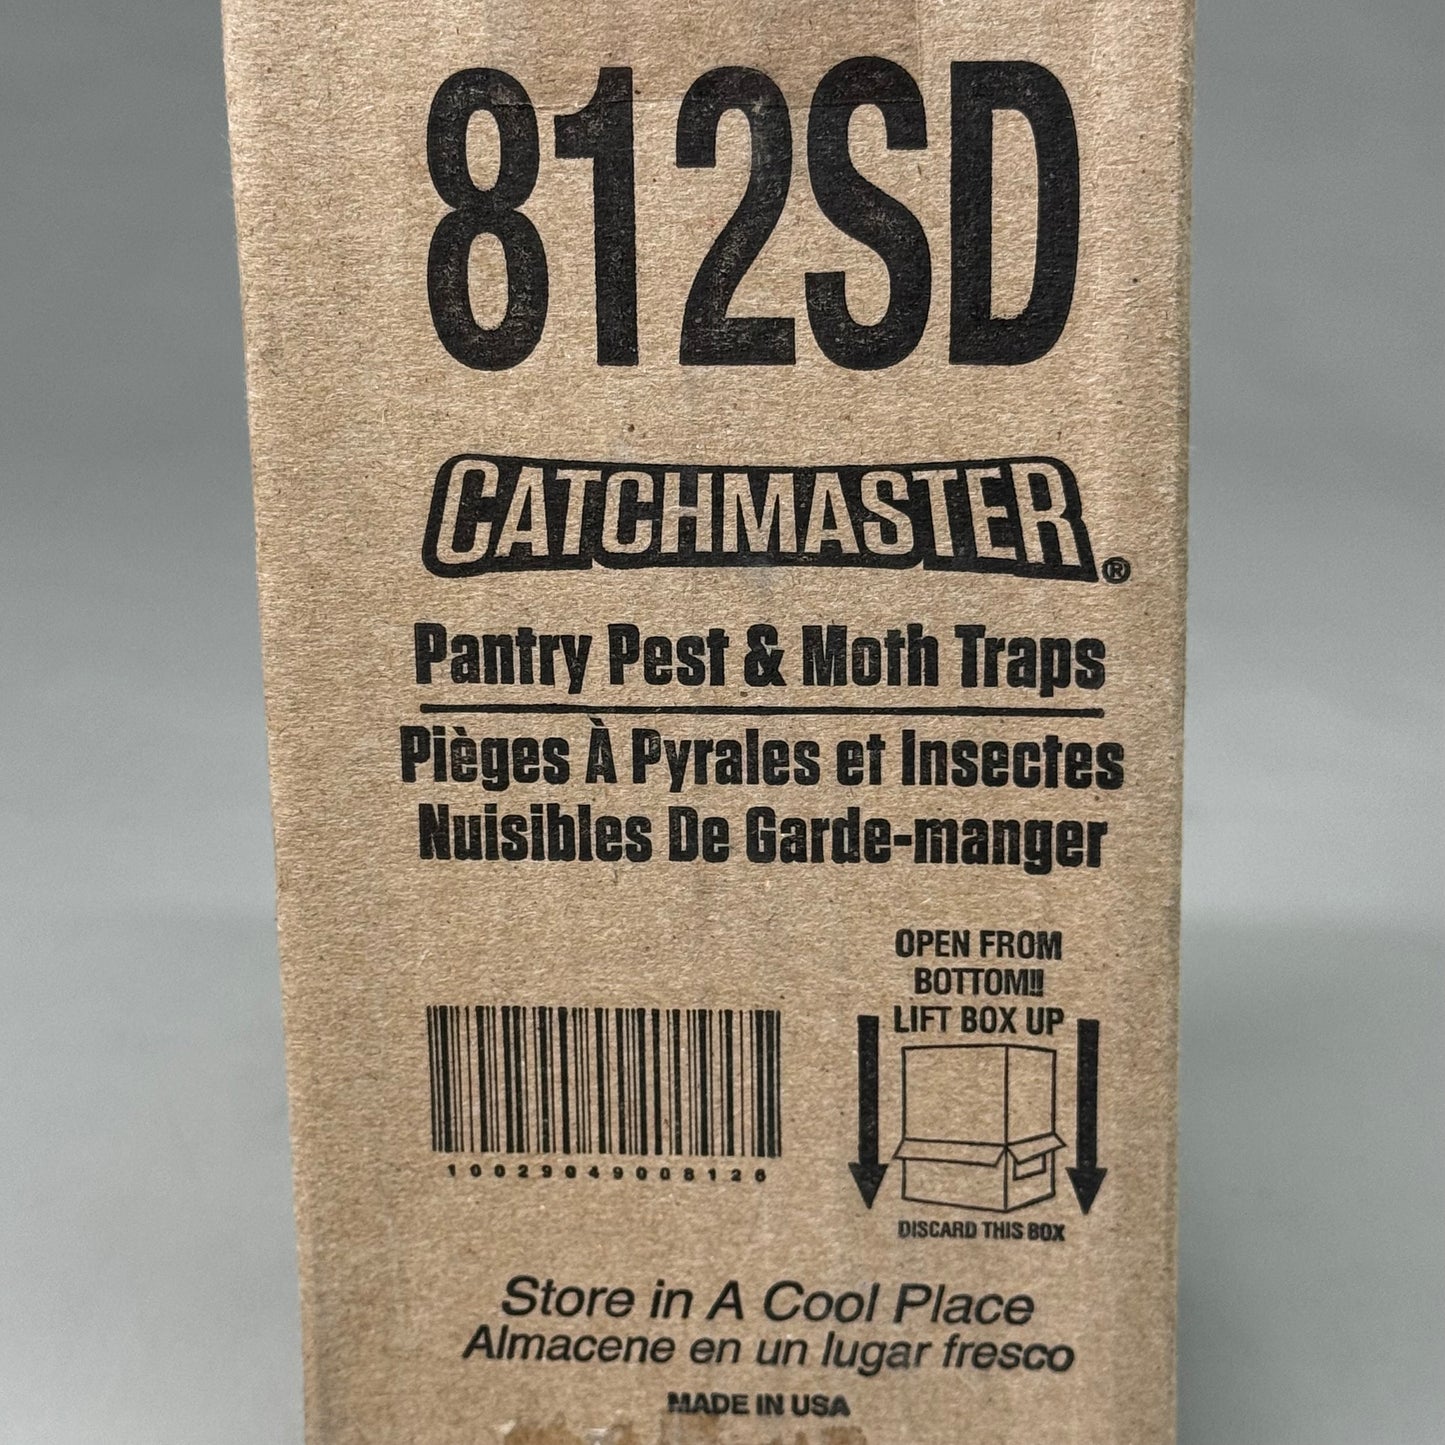 812SD
CATCHMASTER®
Pantry Pest & Moth Traps
Pièges À Pyrales et Insectes
Nuisibles De Garde-manger
OPEN FROM
BOTTOM!!
LIFT BOX UP
10029049008126
DISCARD THIS BOX
Store in A Cool Place
Almacene en un lugar fresco
MADE IN USA